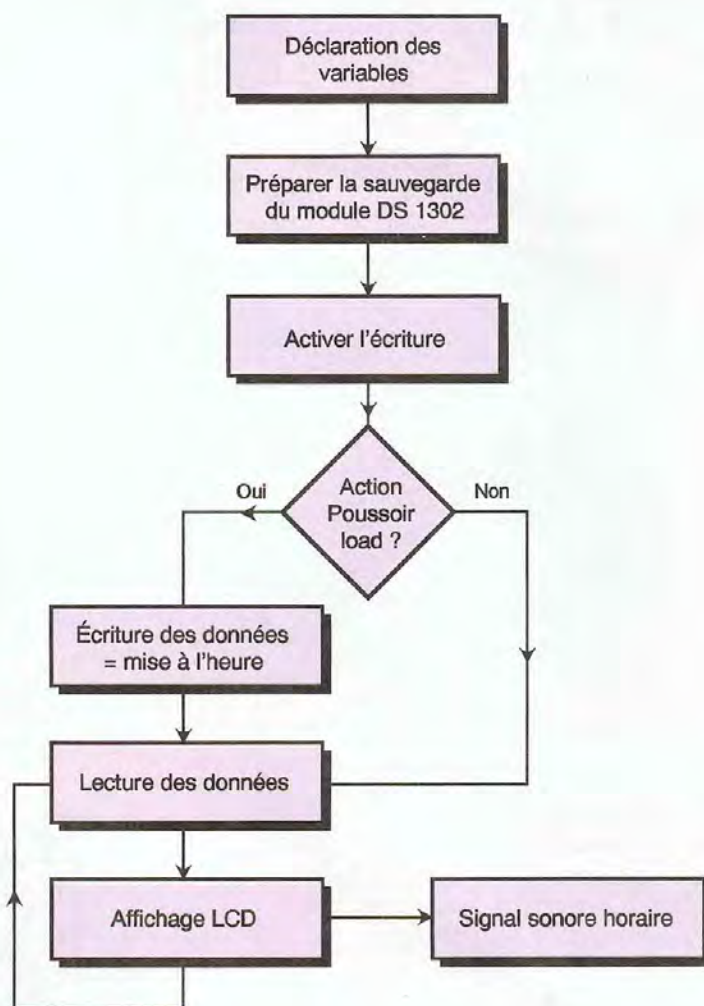 Déclaration des
variables
Préparer la sauvegarde
du module DS 1302
Activer l'écriture
Action
Poussoir
load ?
Oui
Non
Écriture des données
= mise à l'heure
Lecture des données
Affichage LCD
Signal sonore horaire